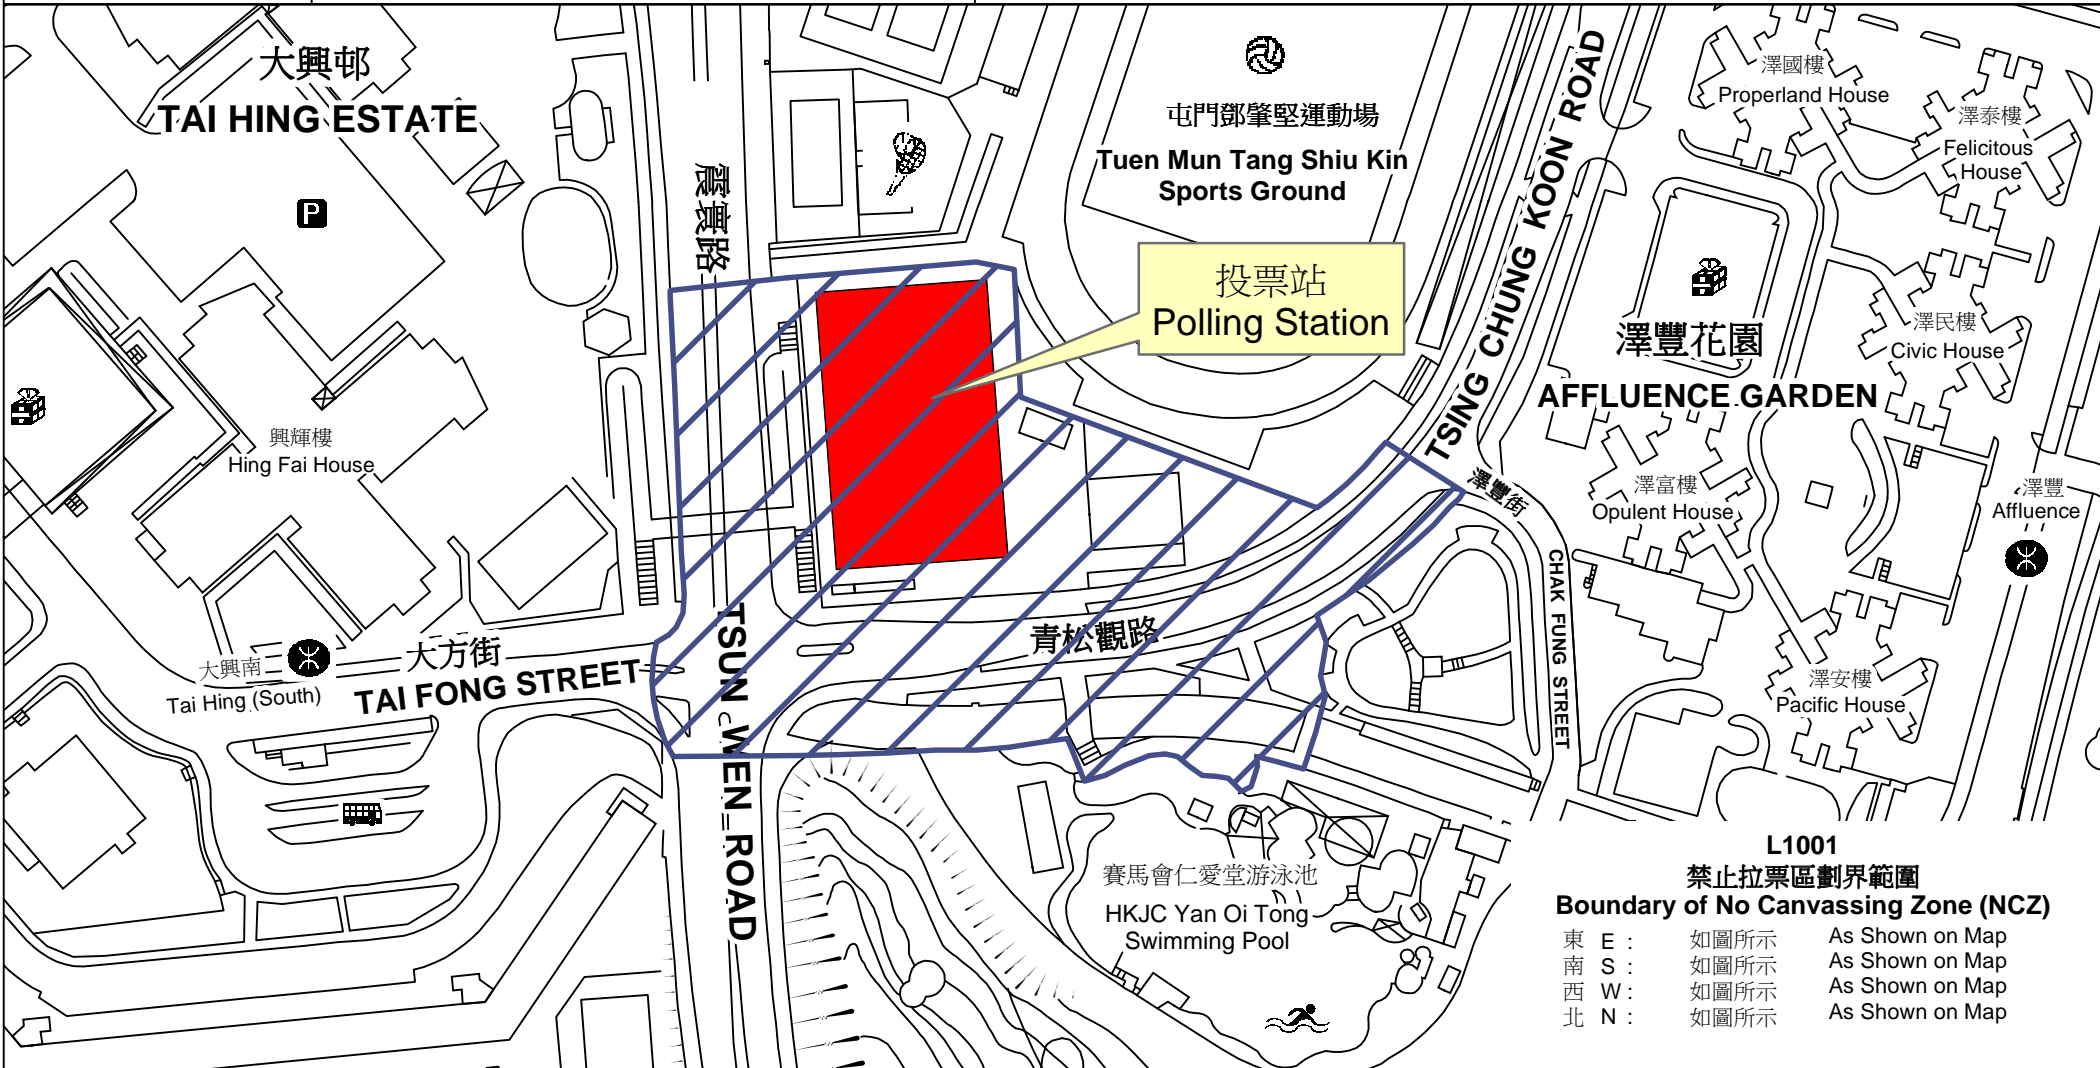 大興邨
TAI HING ESTATE
P
震寰路
屯門鄧肇堅運動場
Tuen Mun Tang Shiu Kin
Sports Ground
投票站
Polling Station
TSING CHUNG KOON ROAD
澤國樓
Properland House
澤泰樓
Felicitous
House
澤民樓
Civic House
澤豐花園
AFFLUENCE GARDEN
興輝樓
Hing Fai House
澤富樓
Opulent House
澤豐
Affluence
澤豐街
CHAK FUNG STREET
青松觀路
大方街
TAI FONG STREET
大興南
Tai Hing (South)
TSUN WEN ROAD
澤安樓
Pacific House
賽馬會仁愛堂游泳池
HKJC Yan Oi Tong
Swimming Pool
L1001
禁止拉票區劃界範圍
Boundary of No Canvassing Zone (NCZ)
東 E : 如圖所示 As Shown on Map
南 S : 如圖所示 As Shown on Map
西 W : 如圖所示 As Shown on Map
北 N : 如圖所示 As Shown on Map